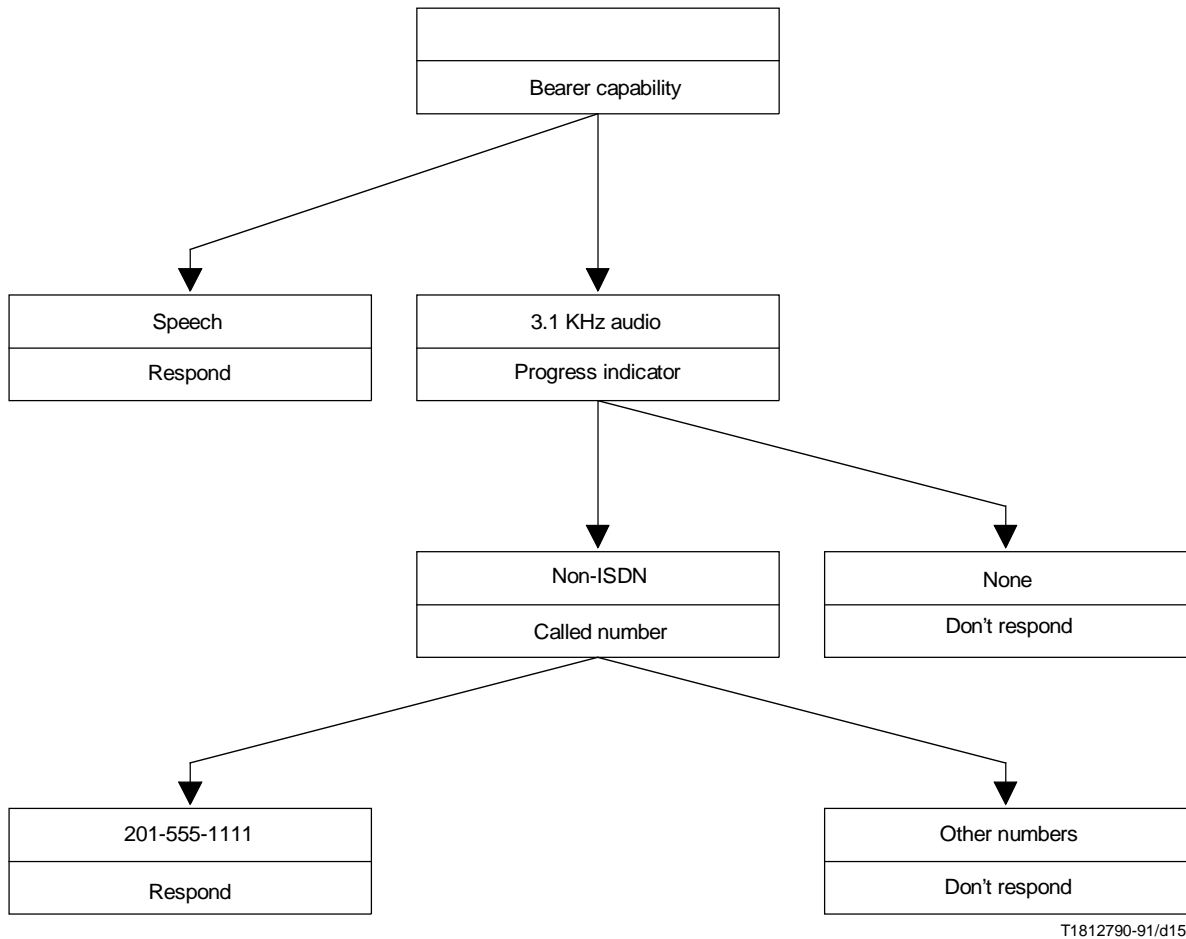 Bearer capability
Speech
Respond
3.1 KHz audio
Progress indicator
Non-ISDN
Called number
None
Don't respond
201-555-1111
Respond
Other numbers
Don't respond
T1812790-91/d15